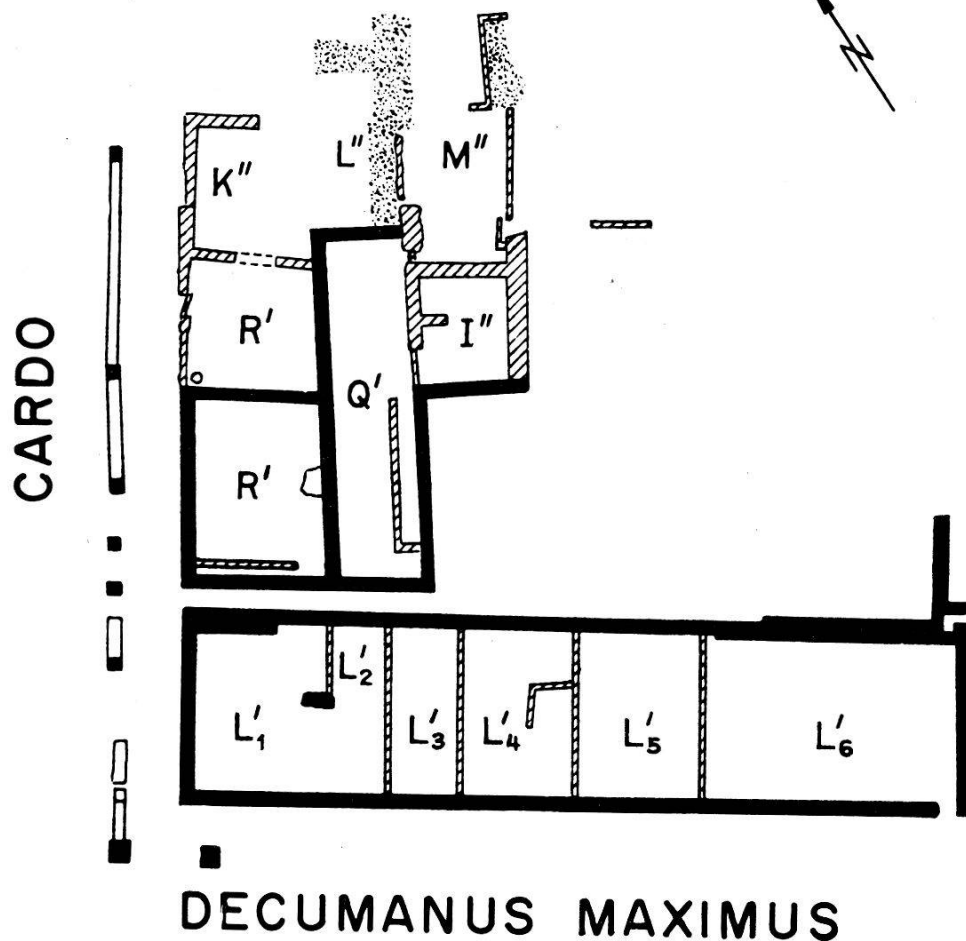 N
K"
L"
M"
R'
I"
Q'
R'
CARDO
L'₁
L'₂
L'₃
L'₄
L'₅
L'₆
DECUMANUS MAXIMUS